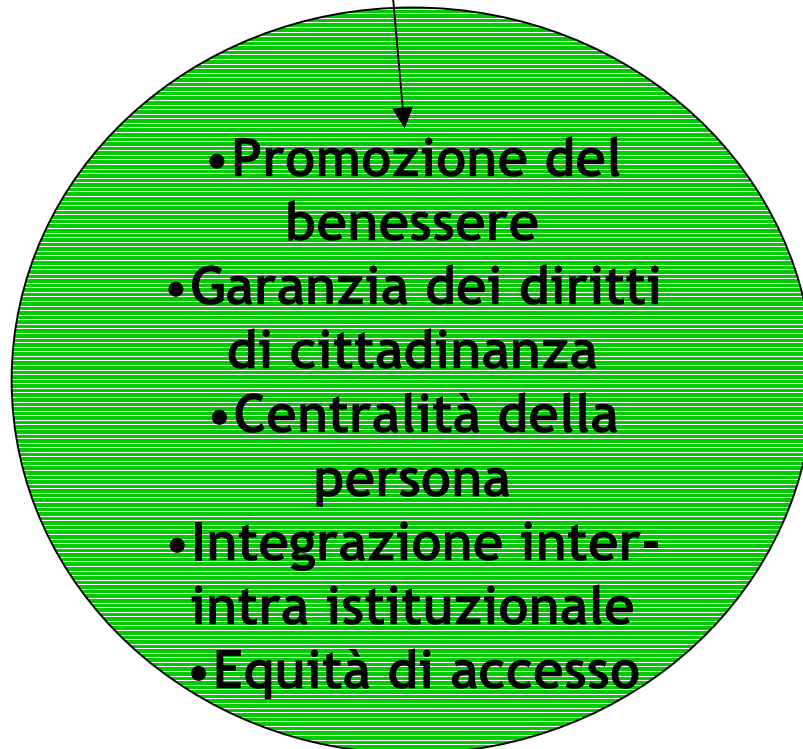 •Promozione del
benessere
•Garanzia dei diritti
di cittadinanza
•Centralità della
persona
•Integrazione inter-
intra istituzionale
•Equità di accesso